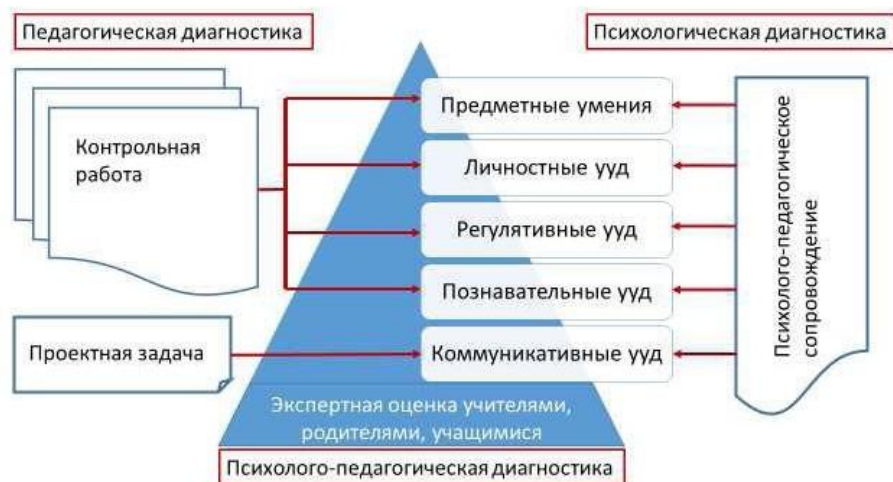 Педагогическая диагностика
Психологическая диагностика
Контрольная
работа
Предметные умения
Личностные ууд
Регулятивные ууд
Познавательные ууд
Проектная задача
Коммуникативные ууд
Психолого-педагогическое
сопровождение
Экспертная оценка учителями,
родителями, учащимися
Психолого-педагогическая диагностика